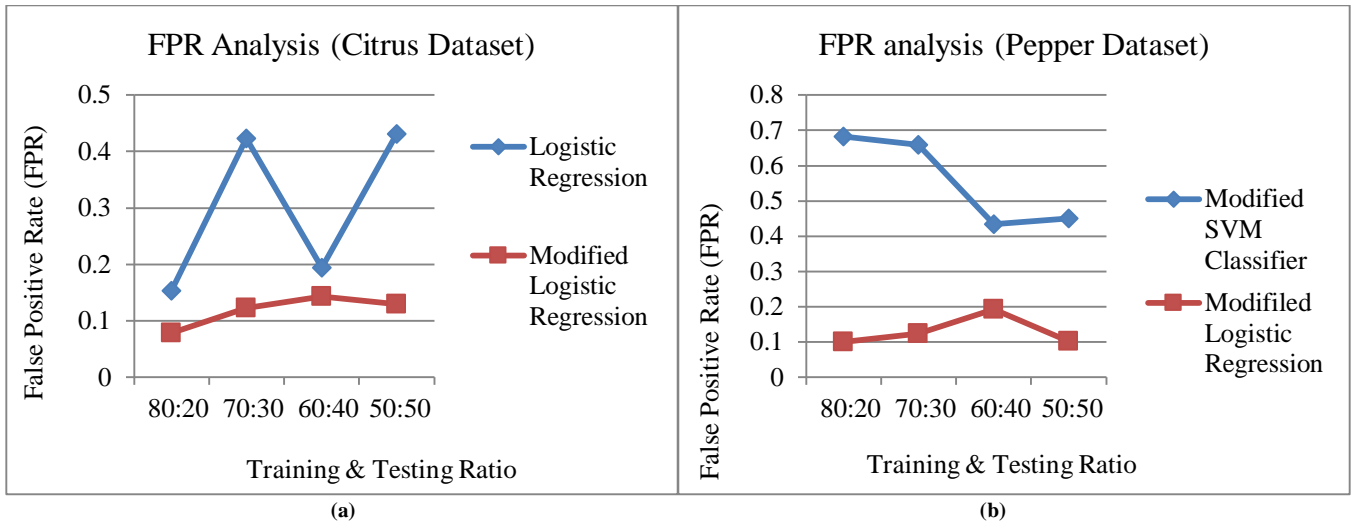 FPR Analysis (Citrus Dataset)
False Positive Rate (FPR)
0.5
0.4
0.3
0.2
0.1
0
80:20 70:30 60:40 50:50
Training & Testing Ratio
Logistic
Regression
Modified
Logistic
Regression
(a)
FPR analysis (Pepper Dataset)
False Positive Rate (FPR)
0.8
0.7
0.6
0.5
0.4
0.3
0.2
0.1
0
80:20 70:30 60:40 50:50
Training & Testing Ratio
Modified
SVM
Classifier
Modifiled
Logistic
Regression
(b)